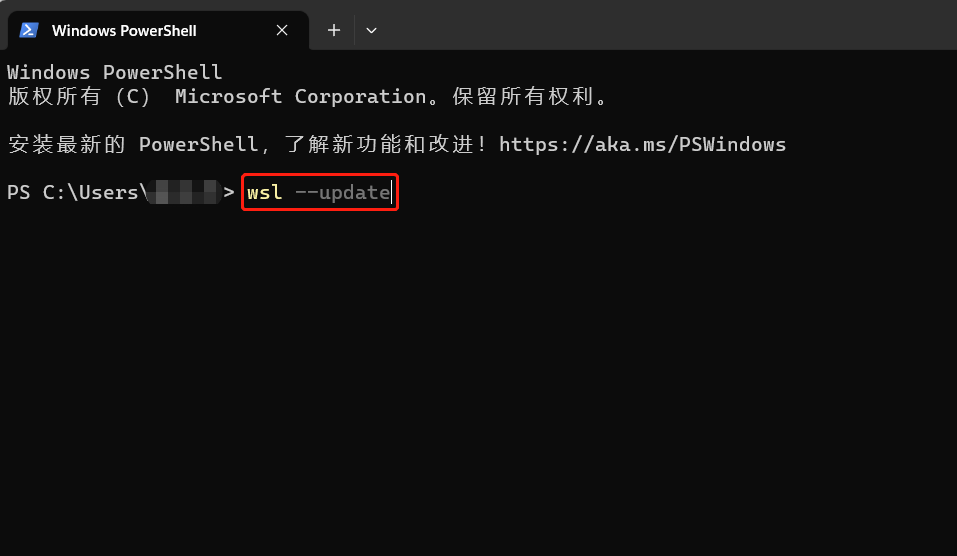 Windows PowerShell
Windows PowerShell
版权所有 (C) Microsoft Corporation。保留所有权利。
安装最新的 PowerShell，了解新功能和改进！https://aka.ms/PSWindows
PS C:\Users\> wsl --update